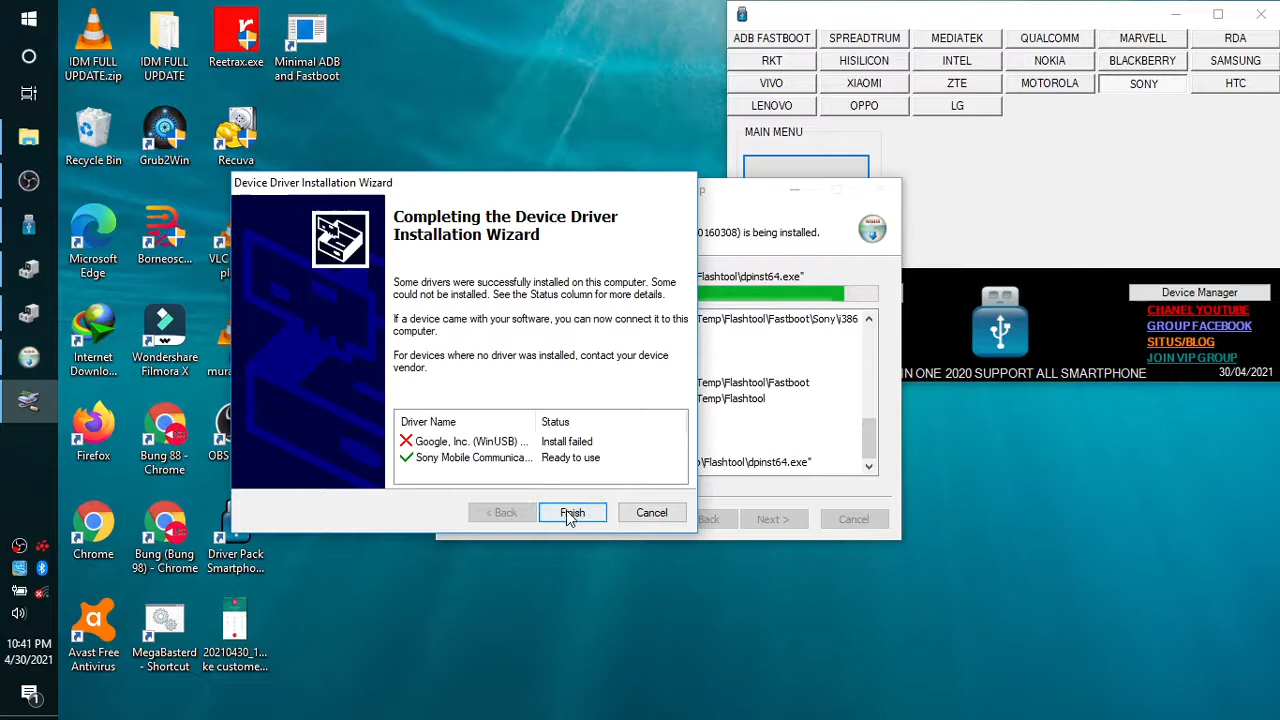 IDM FULL
UPDATE.zip
IDM FULL
UPDATE
Reetrax.exe
Minimal ADB
and Fastboot
Recycle Bin
Grub2Win
Recuva
Microsoft
Edge
Borneosc...
VLC
pl
Internet
Downlo...
Wondershare
Filmora X
mura
Firefox
Bung 88 -
Chrome
OBS
Chrome
Bung (Bung
98) - Chrome
Driver Pack
Smartpho...
Avast Free
Antivirus
MegaBasterd
- Shortcut
20210430_1...
ke custome...
10:41 PM
4/30/2021
1
Device Driver Installation Wizard
Completing the Device Driver
Installation Wizard
Some drivers were successfully installed on this computer. Some
could not be installed. See the Status column for more details.
If a device came with your software, you can now connect it to this
computer.
For devices where no driver was installed, contact your device
vendor.
Driver Name Status
Google, Inc. (WinUSB) ... Install failed
Sony Mobile Communica... Ready to use
< Back Finish Cancel
p
0160308) is being installed.
Flashtool\dpinst64.exe"
Temp\Flashtool\Fastboot\Sony\i386
Temp\Flashtool\Fastboot
Temp\Flashtool
p\Flashtool\dpinst64.exe"
Back Next > Cancel
ADB FASTBOOT SPREADTRUM MEDIATEK QUALCOMM MARVELL RDA
RKT HISILICON INTEL NOKIA BLACKBERRY SAMSUNG
VIVO XIAOMI ZTE MOTOROLA SONY HTC
LENOVO OPPO LG
MAIN MENU
Device Manager
CHANEL YOUTUBE
GROUP FACEBOOK
SITUS/BLOG
JOIN VIP GROUP
IN ONE 2020 SUPPORT ALL SMARTPHONE 30/04/2021